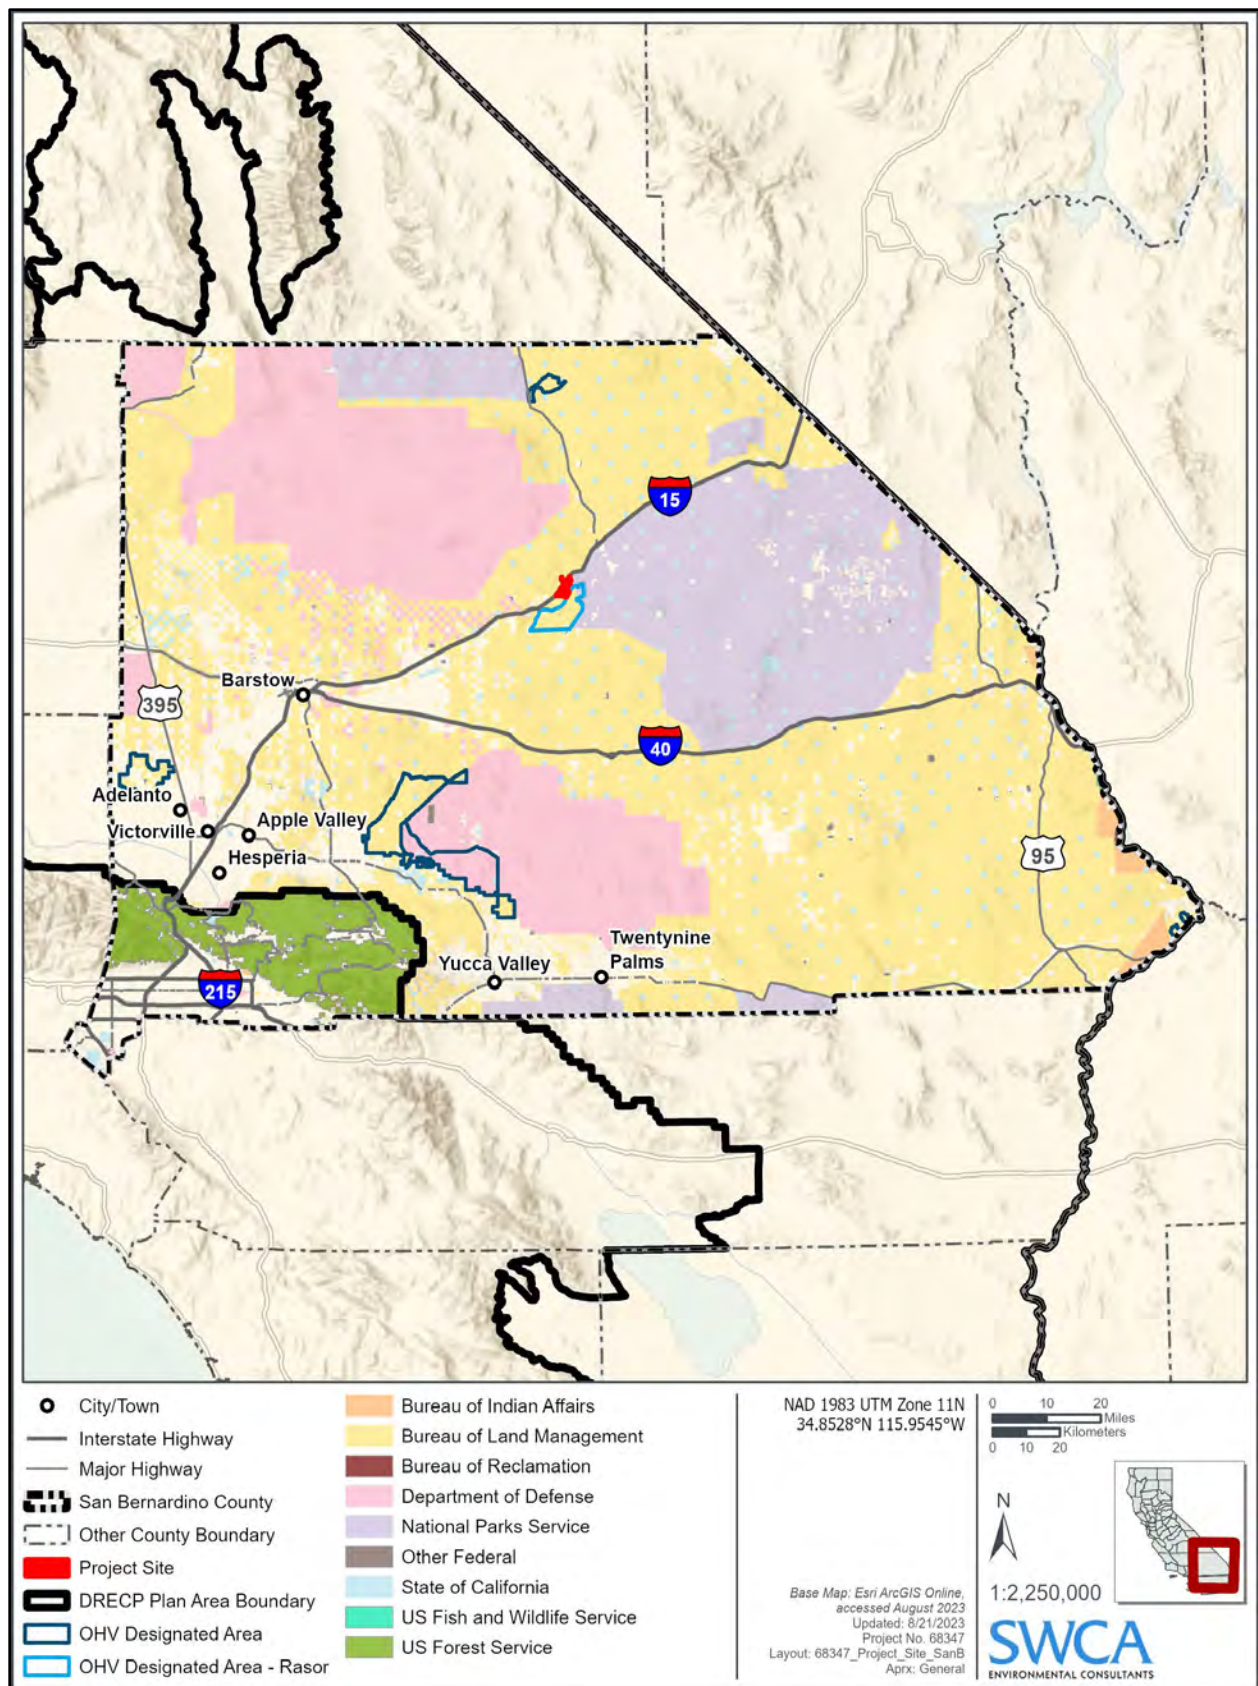 15
Barstow
395
40
Adelanto
Victorville
Apple Valley
Hesperia
95
Twentynine
Palms
Yucca Valley
215
City/Town
Interstate Highway
Major Highway
San Bernardino County
Other County Boundary
Project Site
DRECP Plan Area Boundary
OHV Designated Area
OHV Designated Area - Rasor
Bureau of Indian Affairs
Bureau of Land Management
Bureau of Reclamation
Department of Defense
National Parks Service
Other Federal
State of California
US Fish and Wildlife Service
US Forest Service
NAD 1983 UTM Zone 11N
34.8528°N 115.9545°W
Base Map: Esri ArcGIS Online,
accessed August 2023
Updated: 8/21/2023
Project No. 68347
Layout: 68347_Project_Site_SanB
Aprx: General
0 10 20
Miles
Kilometers
0 10 20
N
1:2,250,000
SWCA
ENVIRONMENTAL CONSULTANTS